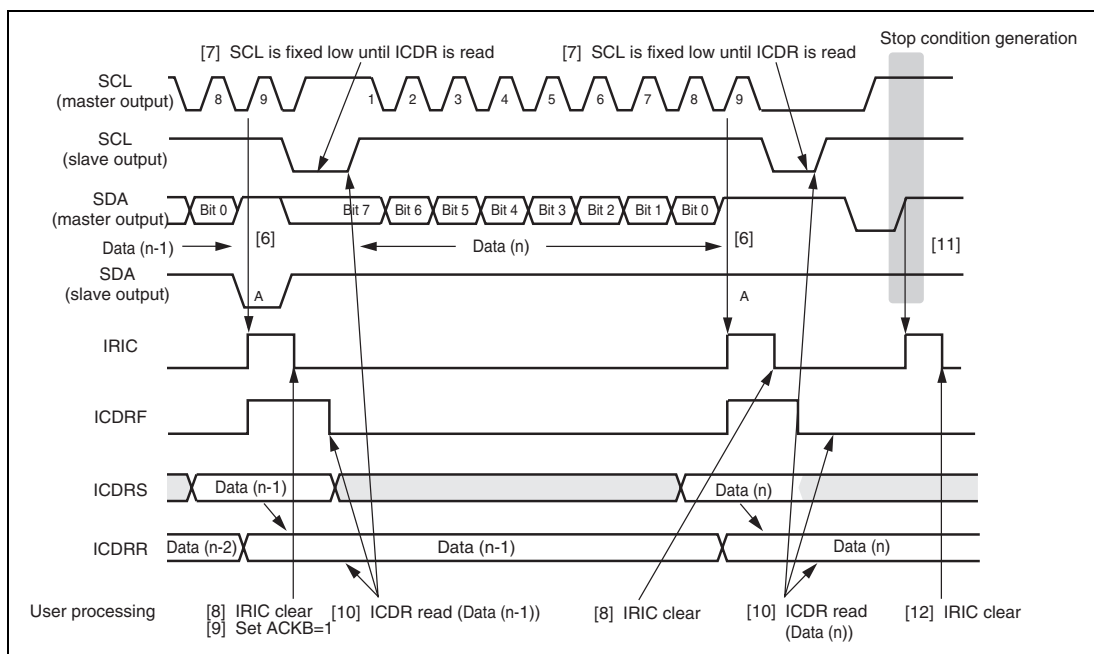 [7] SCL is fixed low until ICDR is read
[7] SCL is fixed low until ICDR is read
Stop condition generation
SCL
(master output)
8 9 1 2 3 4 5 6 7 8 9
SCL
(slave output)
SDA
(master output)
Bit 0 Bit 7 Bit 6 Bit 5 Bit 4 Bit 3 Bit 2 Bit 1 Bit 0
Data (n-1) [6] Data (n) [6] [11]
SDA
(slave output)
A A
IRIC
ICDRF
ICDRS Data (n-1) Data (n)
ICDRR Data (n-2) Data (n-1) Data (n)
User processing
[8] IRIC clear
[9] Set ACKB=1
[10] ICDR read (Data (n-1))
[8] IRIC clear
[10] ICDR read
(Data (n))
[12] IRIC clear